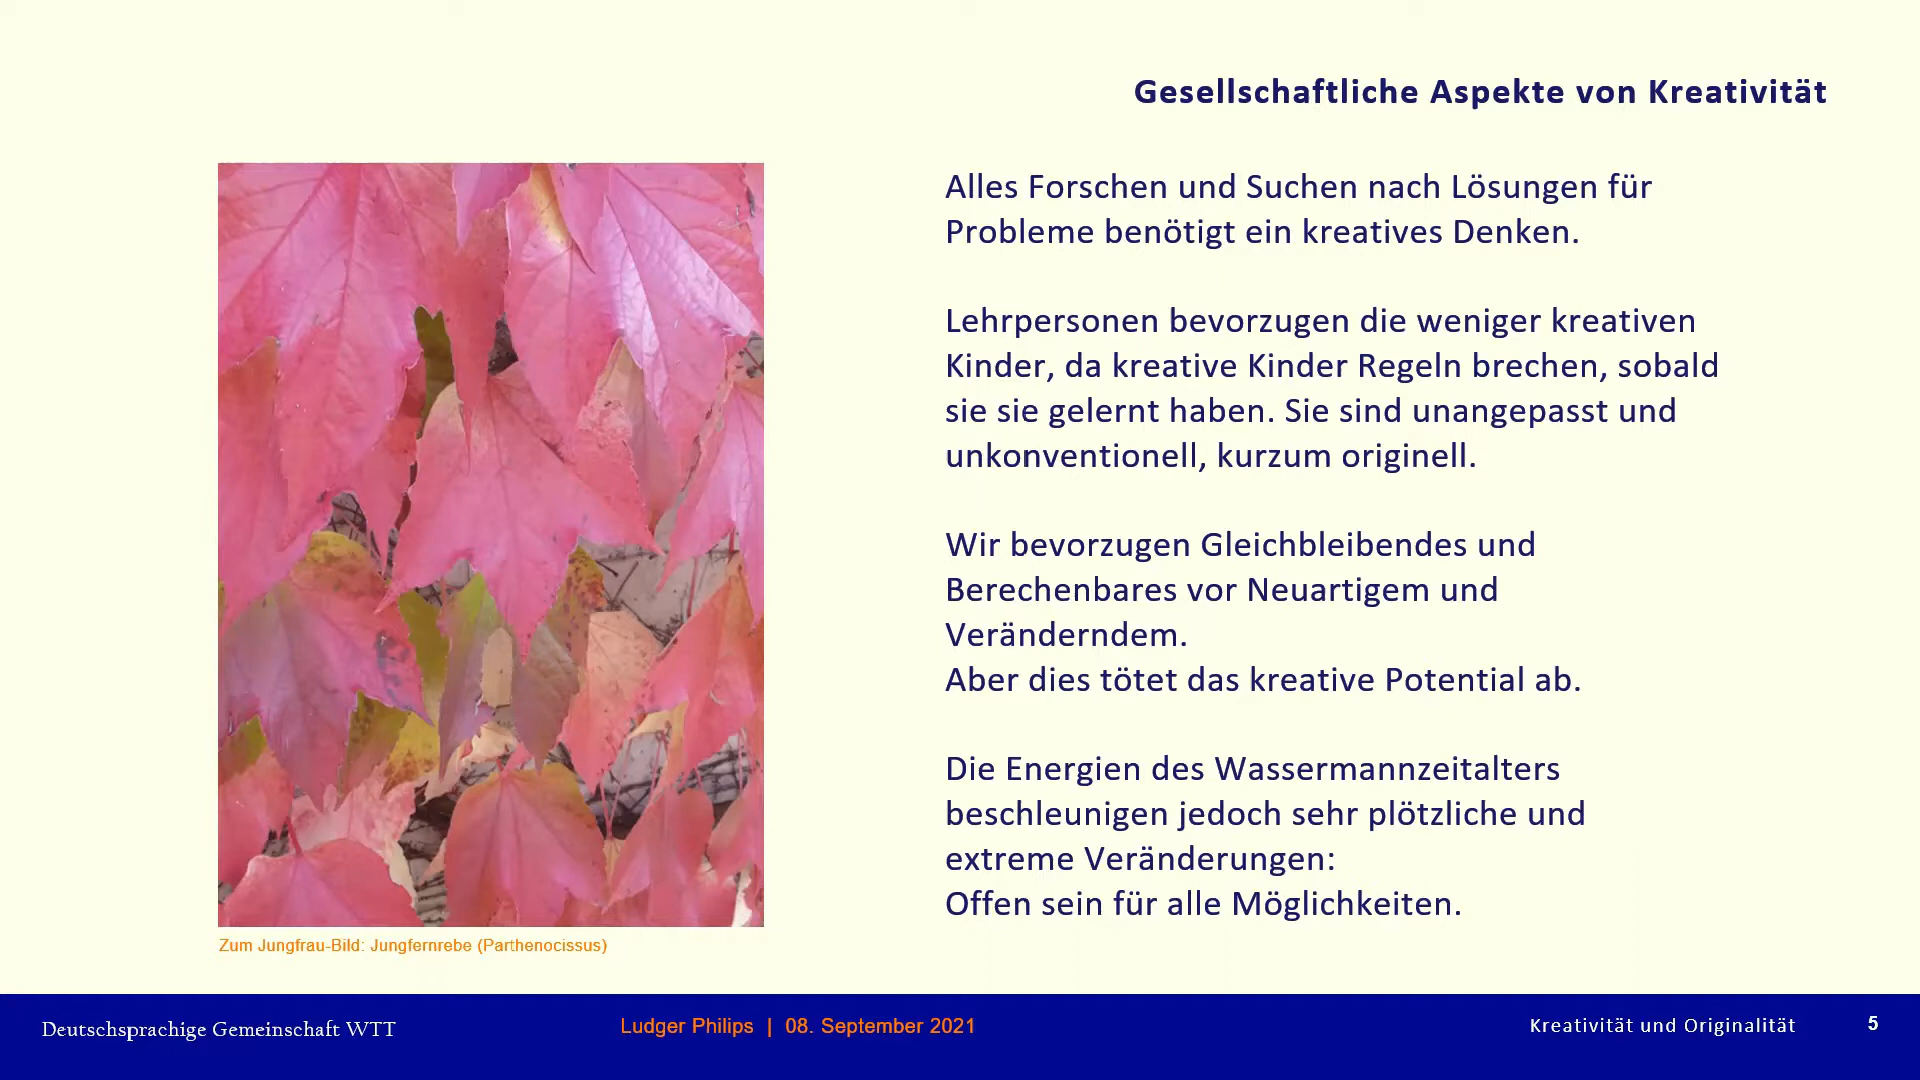 Gesellschaftliche Aspekte von Kreativität
Alles Forschen und Suchen nach Lösungen für
Probleme benötigt ein kreatives Denken.
Lehrpersonen bevorzugen die weniger kreativen
Kinder, da kreative Kinder Regeln brechen, sobald
sie sie gelernt haben. Sie sind unangepasst und
unkonventionell, kurzum originell.
Wir bevorzugen Gleichbleibendes und
Berechenbares vor Neuartigem und
Veränderndem.
Aber dies tötet das kreative Potential ab.
Die Energien des Wassermannzeitalters
beschleunigen jedoch sehr plötzliche und
extreme Veränderungen:
Offen sein für alle Möglichkeiten.
Zum Jungfrau-Bild: Jungfernrebe (Parthenocissus)
Deutschsprachige Gemeinschaft WTT
Ludger Philips | 08. September 2021
Kreativität und Originalität
5